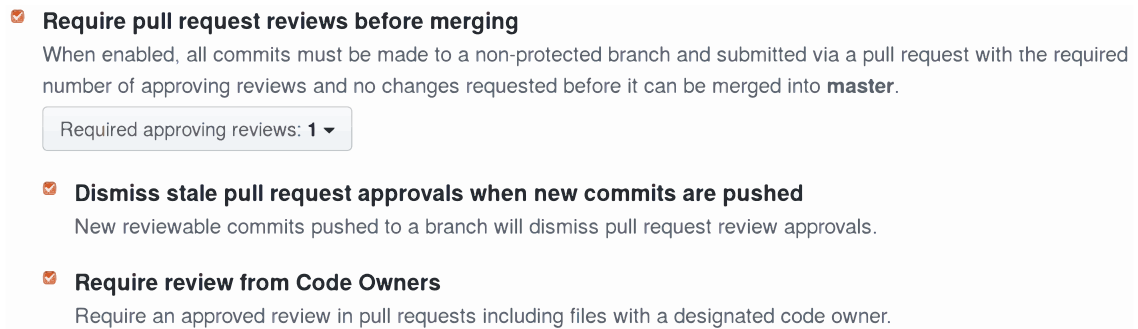 Require pull request reviews before merging
When enabled, all commits must be made to a non-protected branch and submitted via a pull request with the required
number of approving reviews and no changes requested before it can be merged into master.
Required approving reviews: 1
Dismiss stale pull request approvals when new commits are pushed
New reviewable commits pushed to a branch will dismiss pull request review approvals.
Require review from Code Owners
Require an approved review in pull requests including files with a designated code owner.